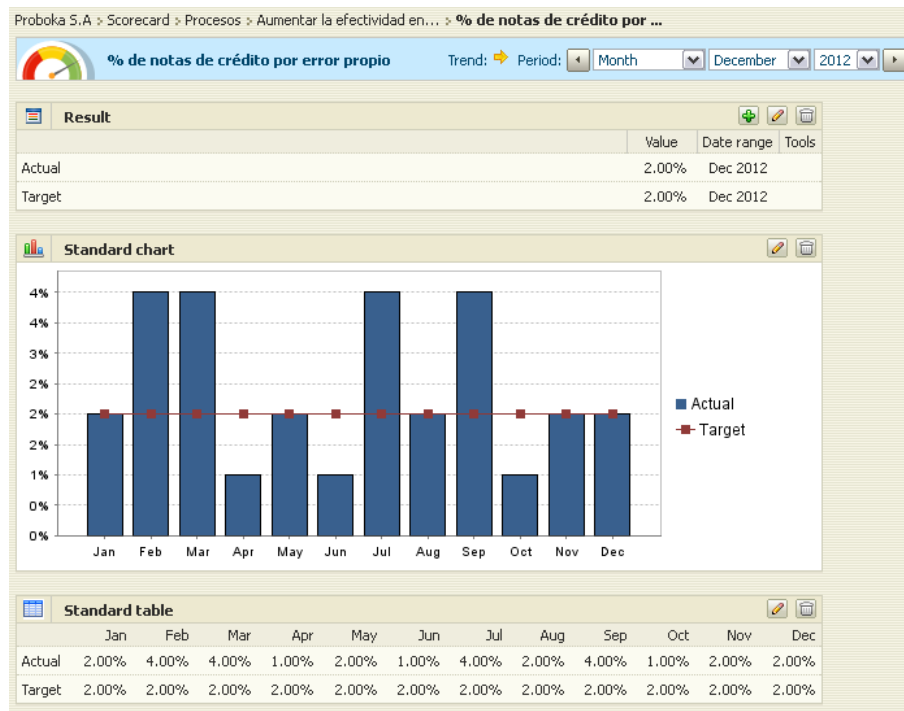 Proboka S.A > Scorecard > Procesos > Aumentar la efectividad en... > % de notas de crédito por ...
% de notas de crédito por error propio Trend: Period: Month December 2012
Result
Value Date range Tools
Actual 2.00% Dec 2012
Target 2.00% Dec 2012
Standard chart
4%
4%
3%
2%
2%
2%
1%
0%
0%
Jan Feb Mar Apr May Jun Jul Aug Sep Oct Nov Dec
Actual
Target
Standard table
Jan Feb Mar Apr May Jun Jul Aug Sep Oct Nov Dec
Actual 2.00% 4.00% 4.00% 1.00% 2.00% 1.00% 4.00% 2.00% 4.00% 1.00% 2.00% 2.00%
Target 2.00% 2.00% 2.00% 2.00% 2.00% 2.00% 2.00% 2.00% 2.00% 2.00% 2.00% 2.00%